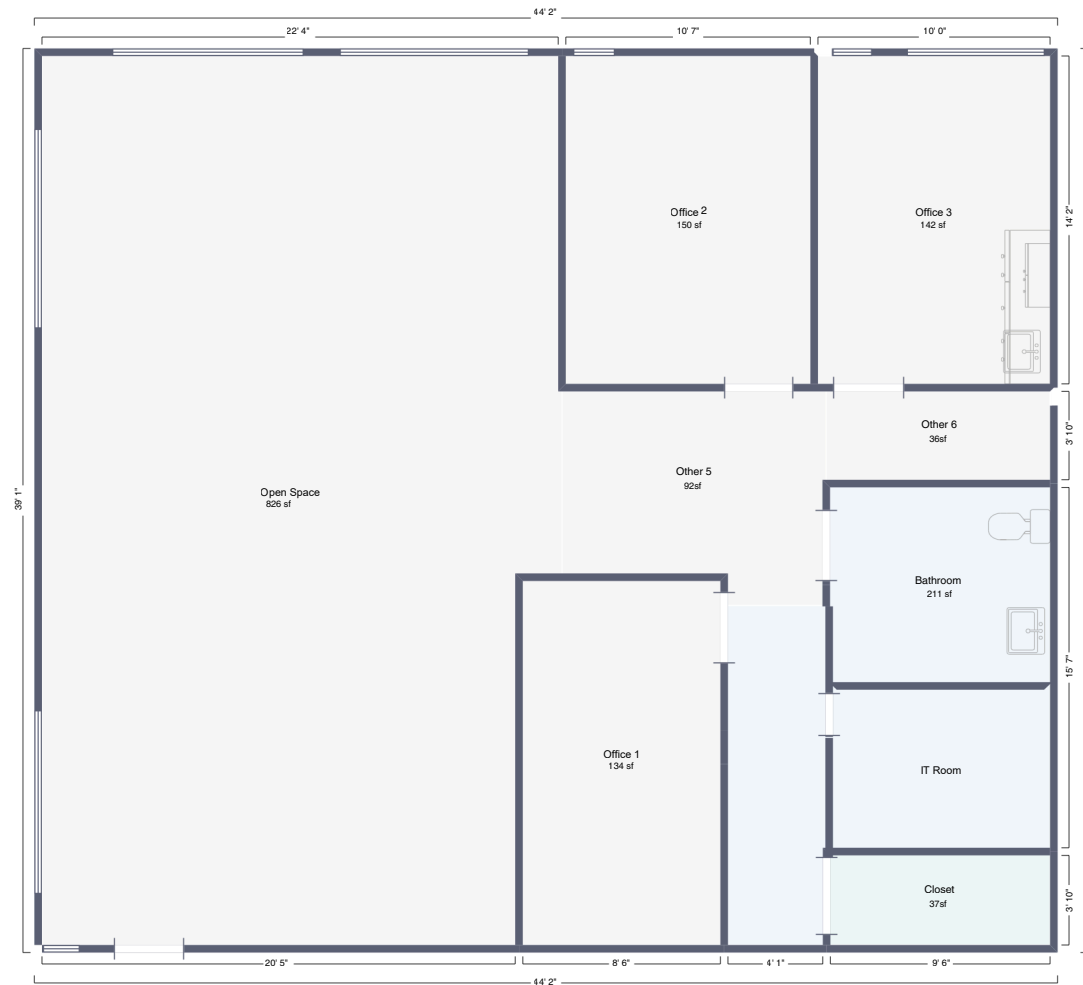 44' 2"
22' 4"
10' 7"
10' 0"
Office 2
150 sf
Office 3
142 sf
14' 2"
Other 6
36sf
3' 10"
Other 5
92sf
Open Space
826 sf
39' 1"
Bathroom
211 sf
15' 7"
Office 1
134 sf
IT Room
Closet
37sf
3' 10"
20' 5"
8' 6"
4' 1"
9' 6"
44' 2"